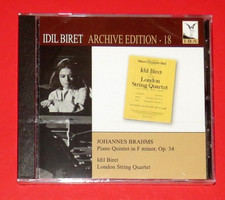 IDIL BIRET ARCHIVE EDITION - 18
Idil Biret
London
String Quartet
JOHANNES BRAHMS
Piano Quintet in F minor, Op. 34
Idil Biret
London String Quartet